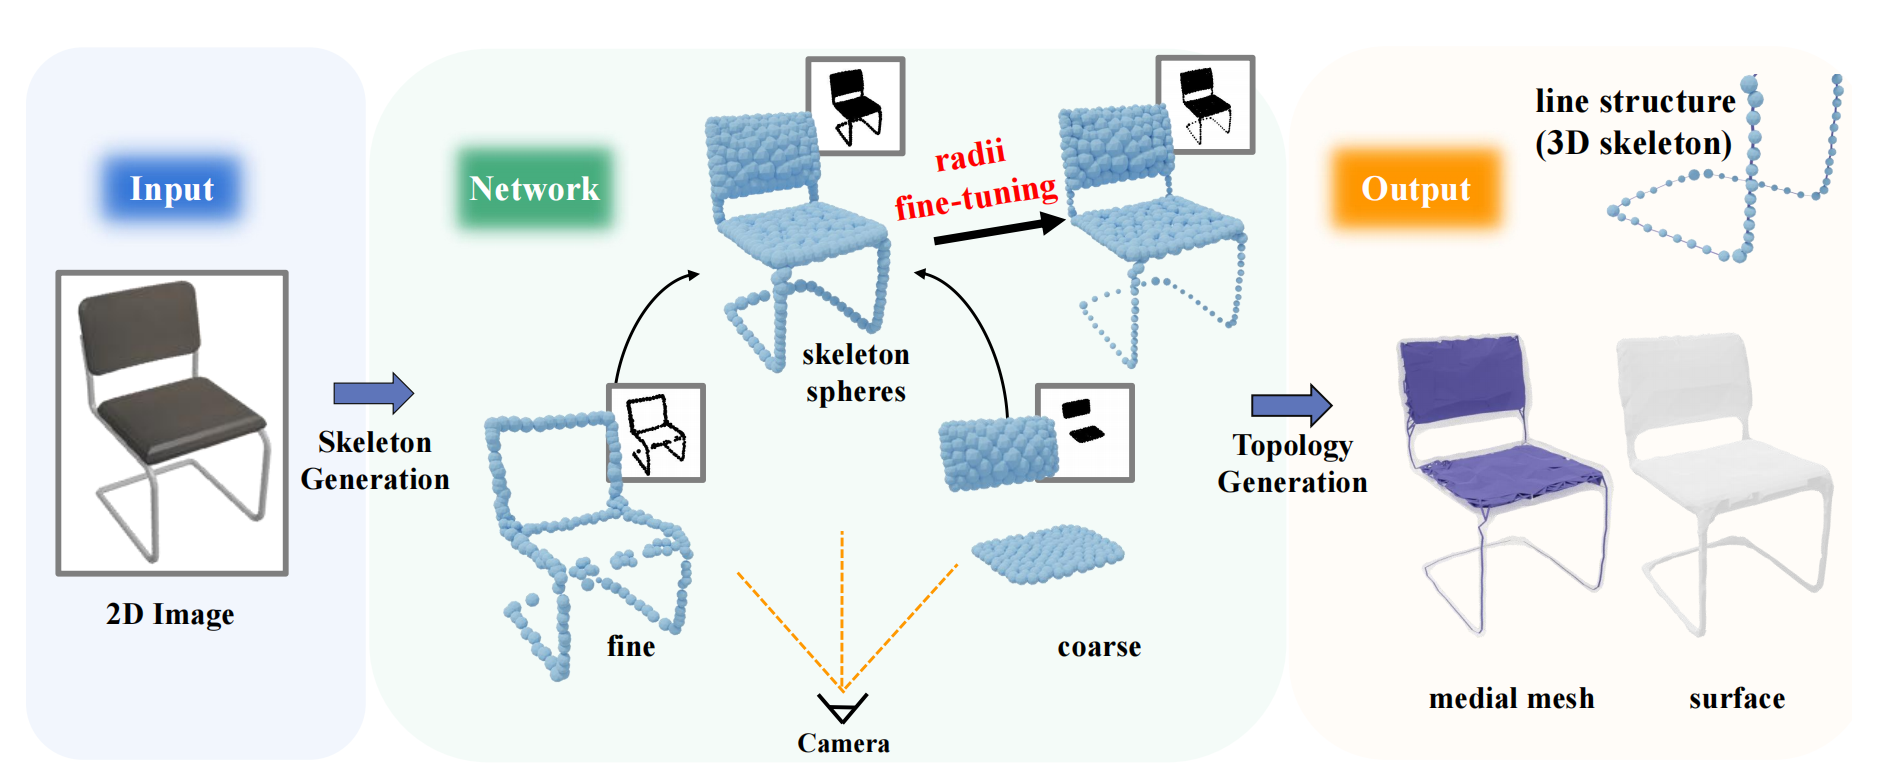 Input
2D Image
Skeleton
Generation
Network
radii
fine-tuning
skeleton
spheres
fine
coarse
Camera
Topology
Generation
Output
line structure
(3D skeleton)
medial mesh
surface